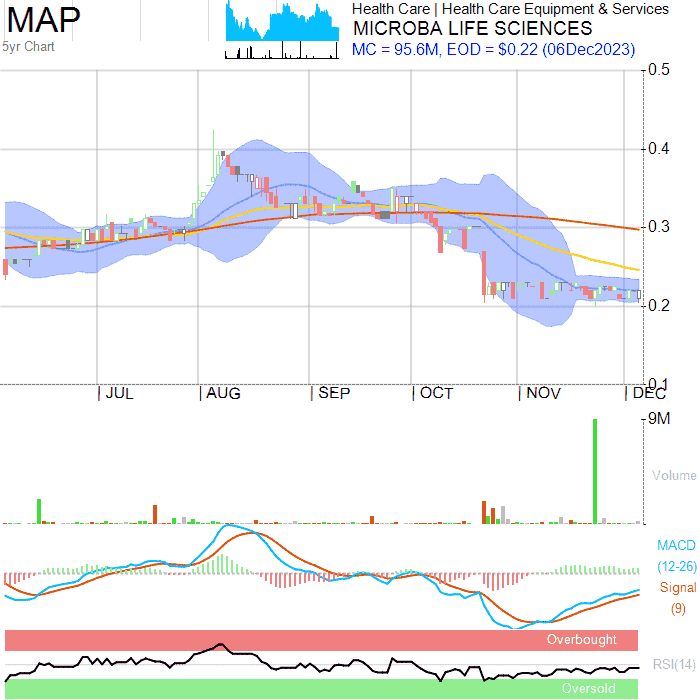 MAP
5yr Chart
Health Care | Health Care Equipment & Services
MICROBA LIFE SCIENCES
MC = 95.6M, EOD = $0.22 (06Dec2023)
0.5
0.4
0.3
0.2
0.1
JUL
AUG
SEP
OCT
NOV
DEC
9M
Volume
MACD
(12-26)
Signal
(9)
Overbought
RSI(14)
Oversold